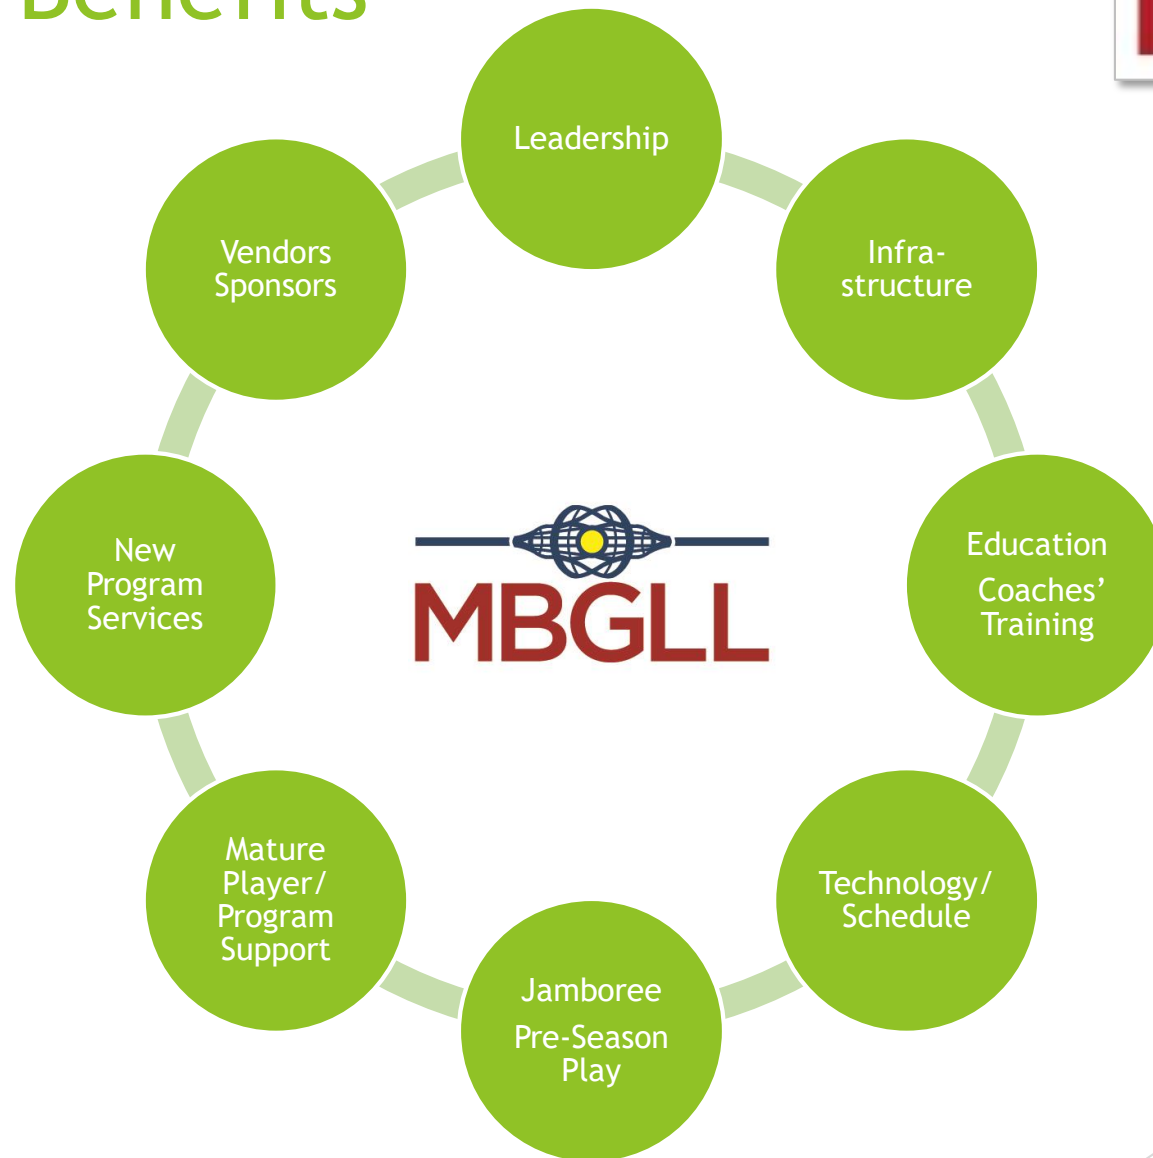 Benefits
Leadership
Infra-
structure
Education
Coaches’
Training
Technology/
Schedule
Jamboree
Pre-Season
Play
Mature
Player/
Program
Support
New
Program
Services
Vendors
Sponsors
MBGLL